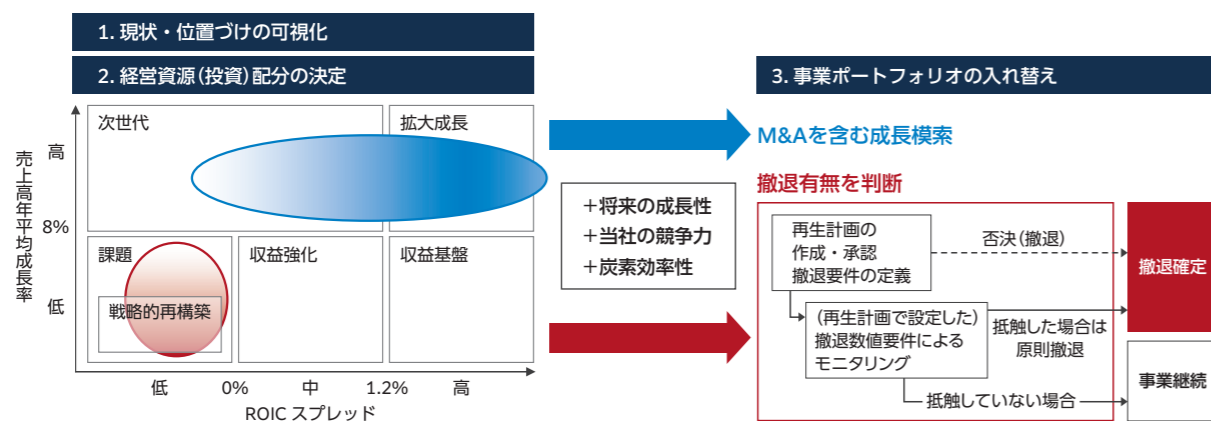 1. 現状・位置づけの可視化
2. 経営資源(投資)配分の決定
3. 事業ポートフォリオの入れ替え
売上高年平均成長率
高
8%
低
次世代
拡大成長
課題
収益強化
収益基盤
戦略的再構築
低
0%
中
1.2%
高
ROIC スプレッド
+将来の成長性
+当社の競争力
+炭素効率性
M&Aを含む成長模索
撤退有無を判断
再生計画の
作成・承認
撤退要件の定義
否決(撤退)
撤退確定
(再生計画で設定した)
撤退数値要件による
モニタリング
抵触した場合は
原則撤退
抵触していない場合
事業継続